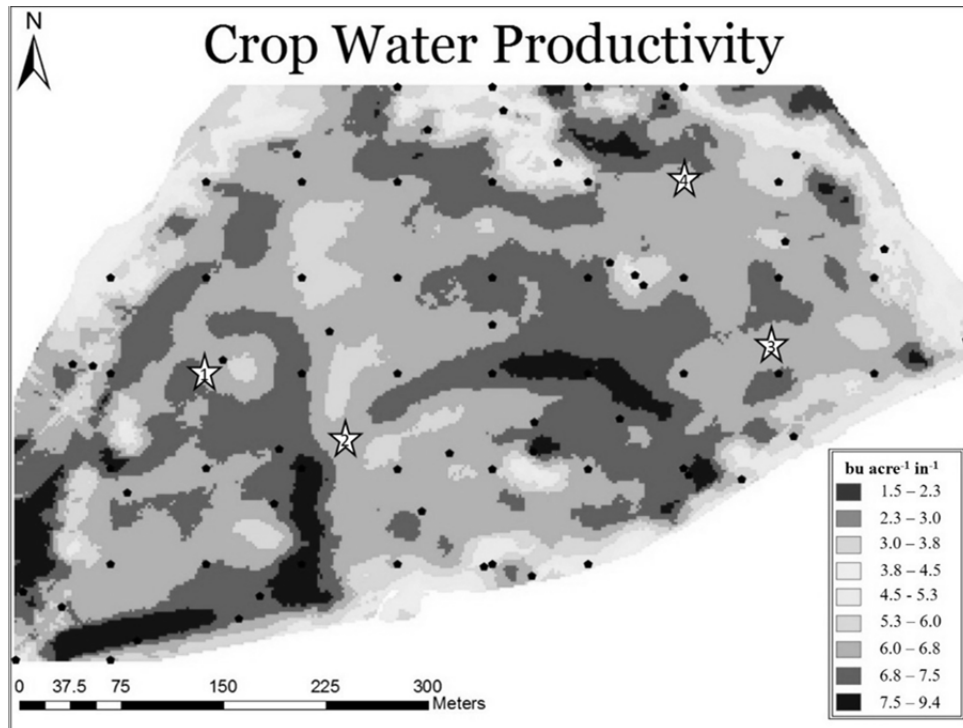 N
Crop Water Productivity
4
3
1
2
bu acre⁻¹ in⁻¹
1.5 – 2.3
2.3 – 3.0
3.0 – 3.8
3.8 – 4.5
4.5 - 5.3
5.3 – 6.0
6.0 – 6.8
6.8 – 7.5
7.5 – 9.4
0 37.5 75 150 225 300
Meters